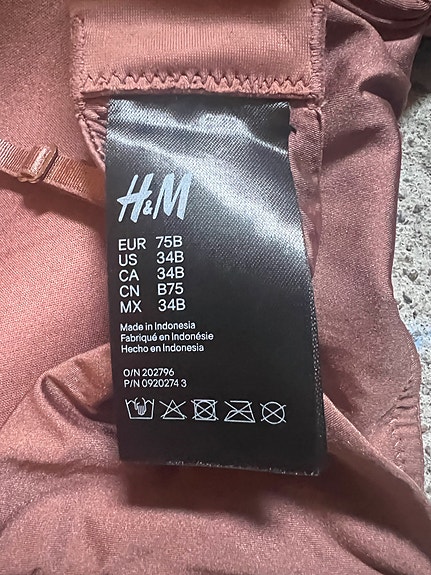 H&M
EUR 75B
US 34B
CA 34B
CN B75
MX 34B
Made in Indonesia
Fabriqué en Indonésie
Hecho en Indonesia
O/N 202796
P/N 0920274 3